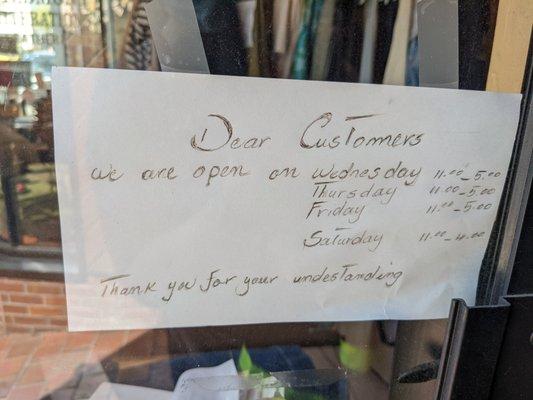 Dear Customers
we are open on Wednesday 11.00-5.00
Thursday 11.00-5.00
Friday 11.00-5.00
Saturday 11.00-4.00
Thank you for your undestanding